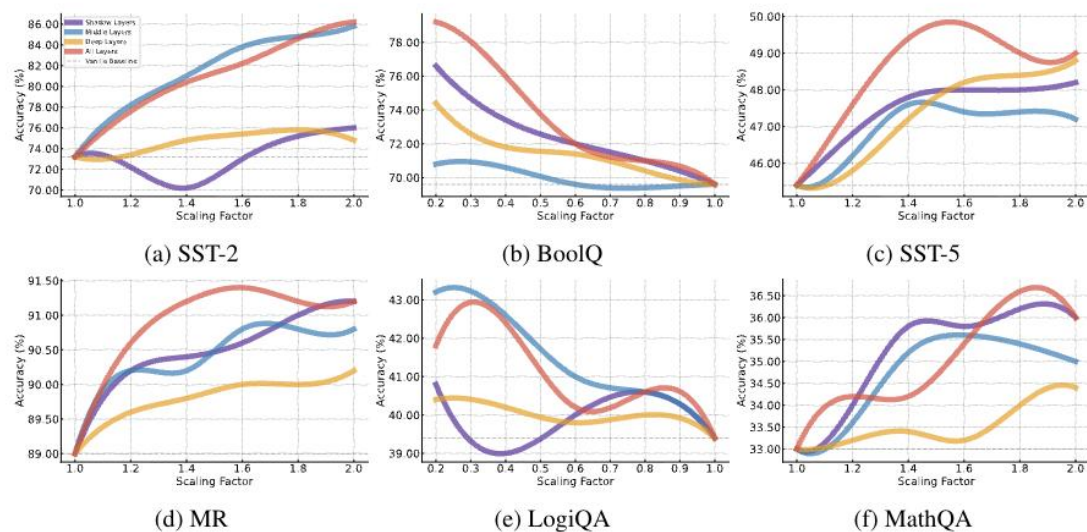 86.00
84.00
82.00
80.00
78.00
76.00
74.00
72.00
70.00
Accuracy (%)
Shadow Layers
Middle Layers
Deep Layers
All Layers
Vanilla Baseline
1.0 1.2 1.4 1.6 1.8 2.0
Scaling Factor
(a) SST-2
78.00
76.00
74.00
72.00
70.00
Accuracy (%)
0.2 0.3 0.4 0.5 0.6 0.7 0.8 0.9 1.0
Scaling Factor
(b) BoolQ
50.00
49.00
48.00
47.00
46.00
Accuracy (%)
1.0 1.2 1.4 1.6 1.8 2.0
Scaling Factor
(c) SST-5
91.50
91.00
90.50
90.00
89.50
89.00
Accuracy (%)
1.0 1.2 1.4 1.6 1.8 2.0
Scaling Factor
(d) MR
43.00
42.00
41.00
40.00
39.00
Accuracy (%)
0.2 0.3 0.4 0.5 0.6 0.7 0.8 0.9 1.0
Scaling Factor
(e) LogiQA
36.50
36.00
35.50
35.00
34.50
34.00
33.50
33.00
Accuracy (%)
1.0 1.2 1.4 1.6 1.8 2.0
Scaling Factor
(f) MathQA